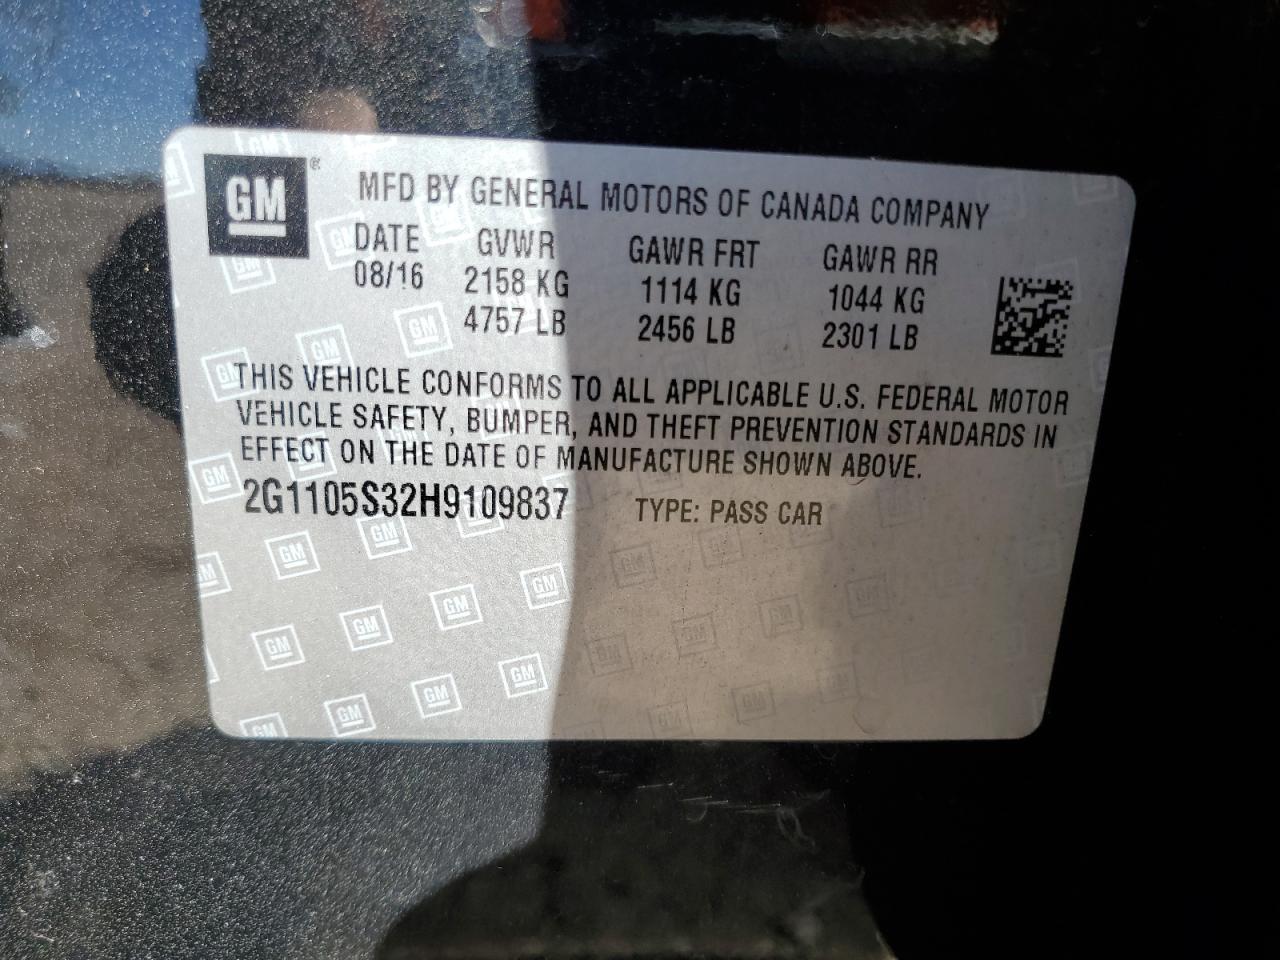 GM ®
MFD BY GENERAL MOTORS OF CANADA COMPANY
DATE GVWR GAWR FRT GAWR RR
08/16 2158 KG 1114 KG 1044 KG
4757 LB 2456 LB 2301 LB
THIS VEHICLE CONFORMS TO ALL APPLICABLE U.S. FEDERAL MOTOR
VEHICLE SAFETY, BUMPER, AND THEFT PREVENTION STANDARDS IN
EFFECT ON THE DATE OF MANUFACTURE SHOWN ABOVE.
2G1105S32H9109837 TYPE: PASS CAR